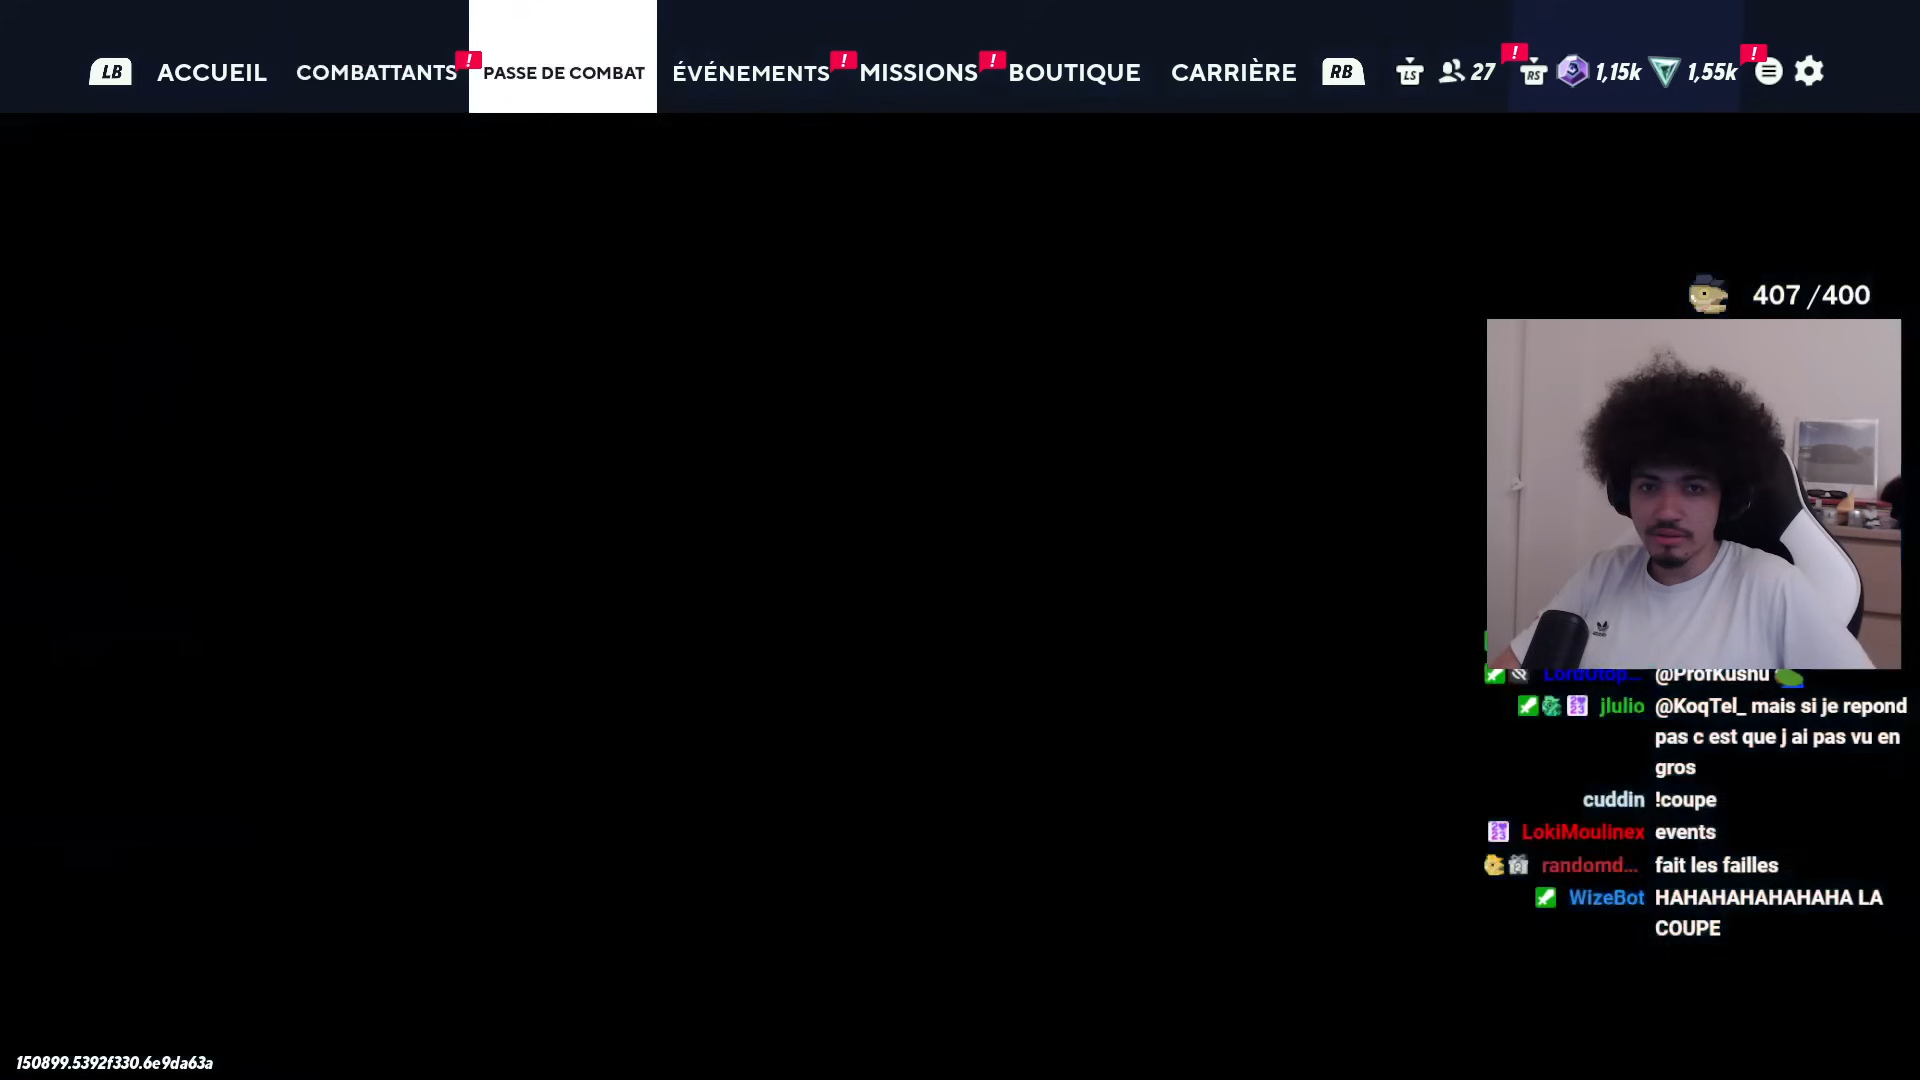 LB ACCUEIL COMBATTANTS ! PASSE DE COMBAT ÉVÉNEMENTS ! MISSIONS ! BOUTIQUE CARRIÈRE RB LS 27 ! RS 1,15k 1,55k !
407 /400
@ProfKushu
jlulio @KoqTel_ mais si je repond
pas c est que j ai pas vu en
gros
cuddin !coupe
LokiMoulinex events
randomd... fait les failles
WizeBot HAHAHAHAHAHAHA LA
COUPE
150899.5392f330.6e9da63a